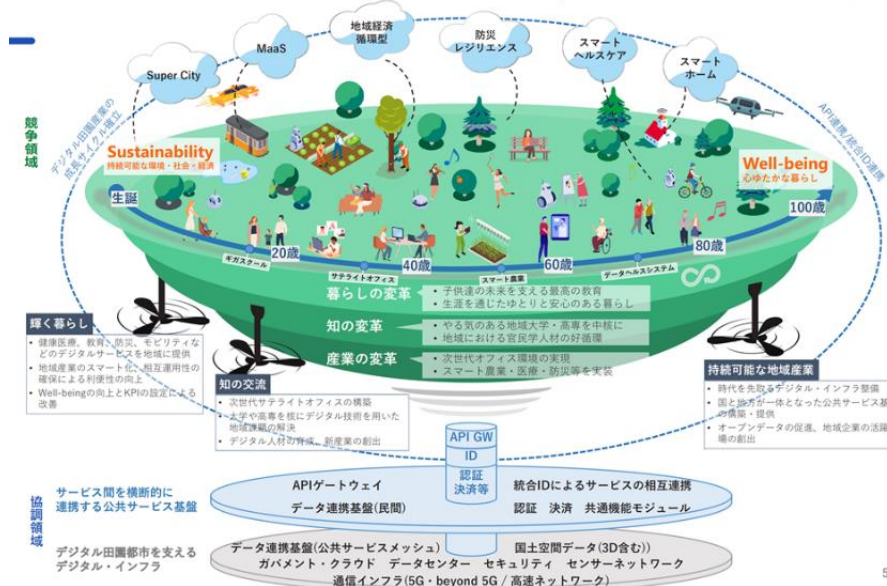 Super City
MaaS
地域経済
循環型
防災
レジリエンス
スマート
ヘルスケア
スマート
ホーム
競争領域
デジタル田園産業の
成長サイクル確立
API連携/統合ID連携
Sustainability
持続可能な環境・社会・経済
Well-being
心ゆたかな暮らし
生誕
20歳
40歳
60歳
80歳
100歳
ギガスクール
サテライトオフィス
スマート農業
データヘルスシステム
暮らしの変革
• 子供達の未来を支える最高の教育
• 生涯を通じたゆとりと安心のある暮らし
知の変革
• やる気のある地域大学・高専を中核に
• 地域における官民学人材の好循環
産業の変革
• 次世代オフィス環境の実現
• スマート農業・医療・防災等を実装
輝く暮らし
• 健康医療、教育、防災、モビリティな
どのデジタルサービスを地域に提供
• 地域産業のスマート化、相互運用性の
確保による利便性の向上
• Well-beingの向上とKPIの設定による
改善
知の交流
• 次世代サテライトオフィスの構築
• 大学や高専を核にデジタル技術を用いた
地域課題の解決
• デジタル人材の育成、新産業の創出
持続可能な地域産業
• 時代を先取るデジタル・インフラ整備
• 国と地方が一体となった公共サービス基
の構築・提供
• オープンデータの促進、地域企業の活躍
場の創出
API GW
ID
認証
決済等
協調領域
サービス間を横断的に
連携する公共サービス基盤
APIゲートウェイ
統合IDによるサービスの相互連携
データ連携基盤(民間)
認証 決済 共通機能モジュール
デジタル田園都市を支える
デジタル・インフラ
データ連携基盤(公共サービスメッシュ)
国土空間データ(3D含む))
ガバメント・クラウド データセンター セキュリティ センサーネットワーク
通信インフラ(5G・beyond 5G / 高速ネットワーク)
5